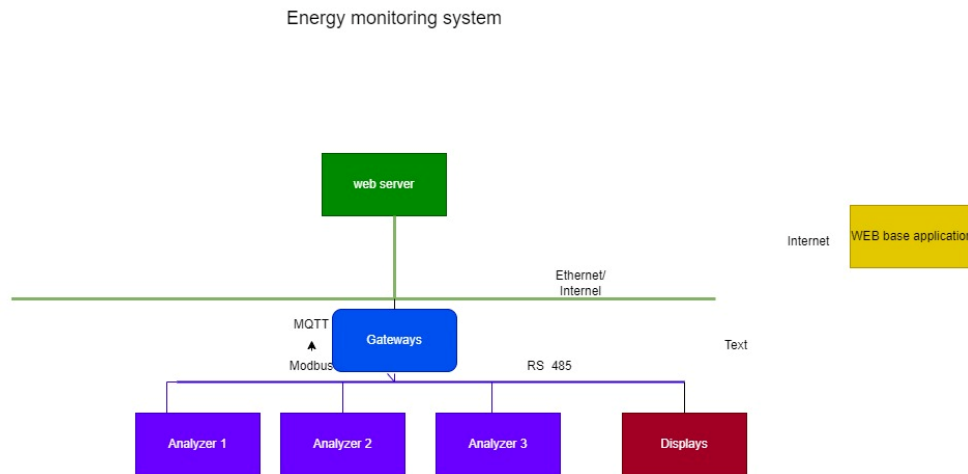 Energy monitoring system
web server
Internet
WEB base application
Ethernet/
Internet
MQTT
Gateways
Text
Modbus
RS 485
Analyzer 1
Analyzer 2
Analyzer 3
Displays